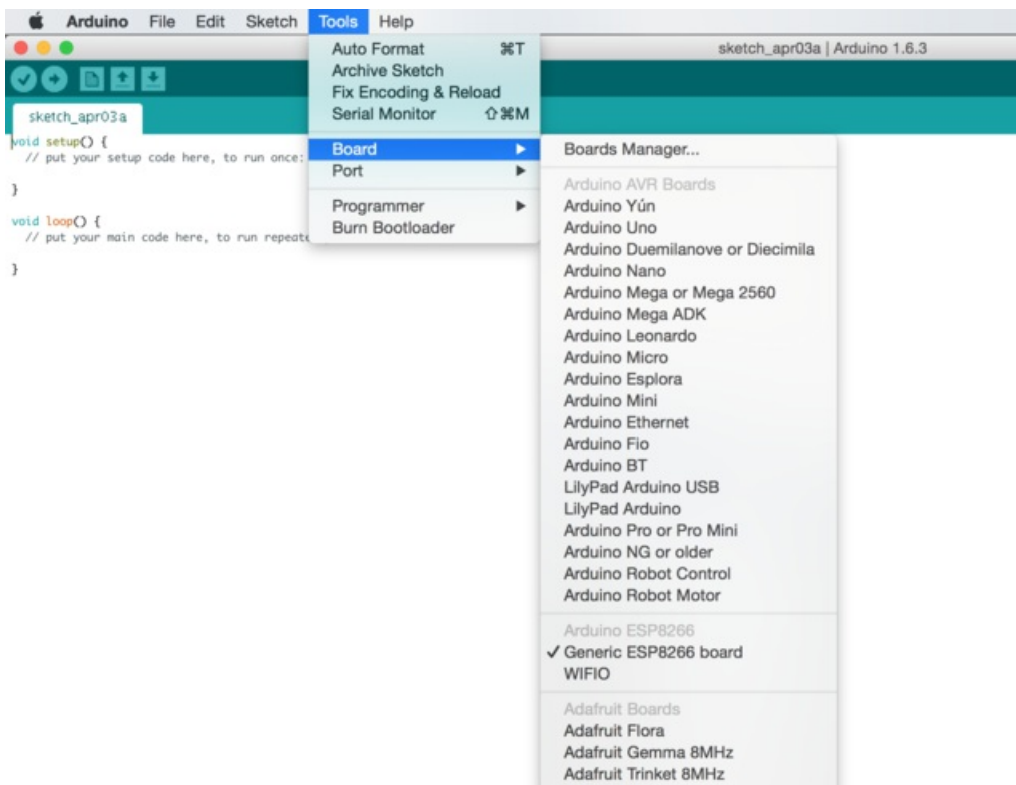 Arduino File Edit Sketch Tools Help
sketch_apr03a | Arduino 1.6.3
sketch_apr03a
void setup() {
// put your setup code here, to run once:
}
void loop() {
// put your main code here, to run repeate
}
Auto Format ⌘T
Archive Sketch
Fix Encoding & Reload
Serial Monitor ⇧⌘M
Board
Port
Programmer
Burn Bootloader
Boards Manager...
Arduino AVR Boards
Arduino Yún
Arduino Uno
Arduino Duemilanove or Diecimila
Arduino Nano
Arduino Mega or Mega 2560
Arduino Mega ADK
Arduino Leonardo
Arduino Micro
Arduino Esplora
Arduino Mini
Arduino Ethernet
Arduino Fio
Arduino BT
LilyPad Arduino USB
LilyPad Arduino
Arduino Pro or Pro Mini
Arduino NG or older
Arduino Robot Control
Arduino Robot Motor
Arduino ESP8266
✓ Generic ESP8266 board
WIFIO
Adafruit Boards
Adafruit Flora
Adafruit Gemma 8MHz
Adafruit Trinket 8MHz